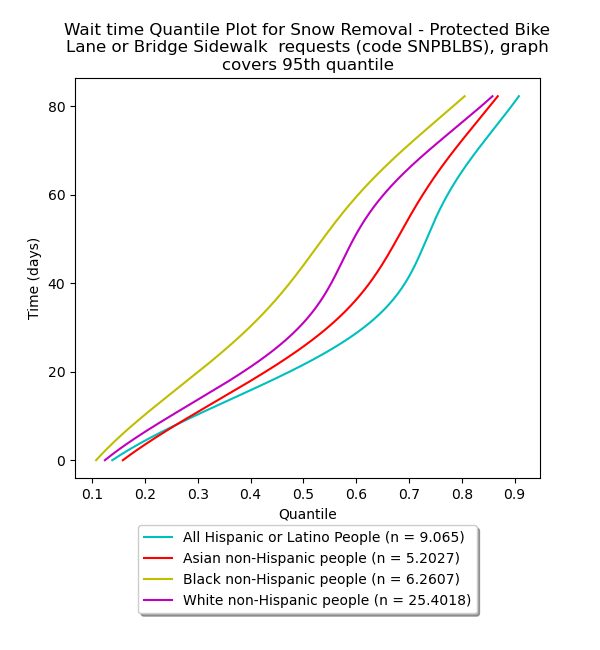 Wait time Quantile Plot for Snow Removal - Protected Bike
Lane or Bridge Sidewalk  requests (code SNPBLBS), graph
covers 95th quantile
80
60
40
20
0
Time (days)
0.1 0.2 0.3 0.4 0.5 0.6 0.7 0.8 0.9
Quantile
All Hispanic or Latino People (n = 9.065)
Asian non-Hispanic people (n = 5.2027)
Black non-Hispanic people (n = 6.2607)
White non-Hispanic people (n = 25.4018)